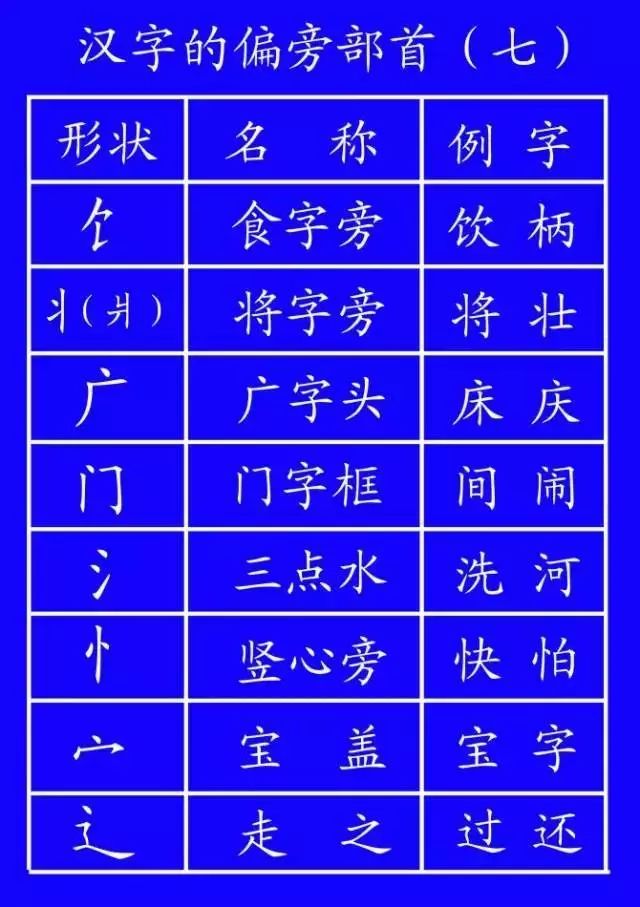 汉字的偏旁部首（七）
形状 名称 例字
饣 食字旁 饮 柄
丬（爿） 将字旁 将 壮
广 广字头 床 庆
门 门字框 间 闹
氵 三点水 洗 河
忄 竖心旁 快 怕
宀 宝盖 宝 字
辶 走之 过 还